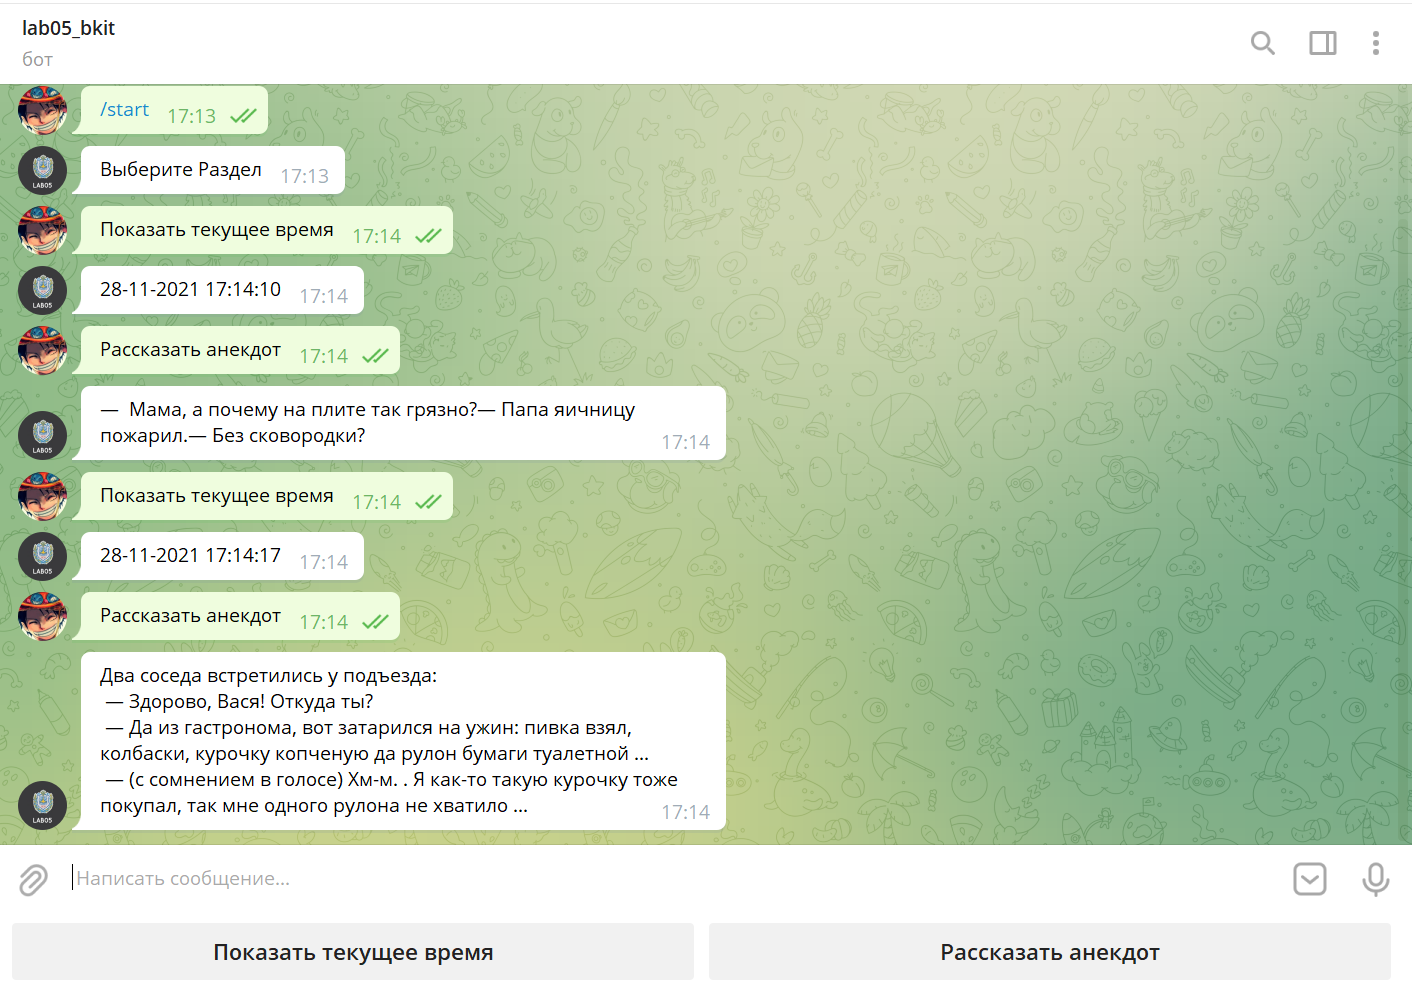 lab05_bkit
бот
/start 17:13
Выберите Раздел 17:13
Показать текущее время 17:14
28-11-2021 17:14:10 17:14
Рассказать анекдот 17:14
— Мама, а почему на плите так грязно?— Папа яичницу
пожарил.— Без сковородки? 17:14
Показать текущее время 17:14
28-11-2021 17:14:17 17:14
Рассказать анекдот 17:14
Два соседа встретились у подъезда:
— Здорово, Вася! Откуда ты?
— Да из гастронома, вот затарился на ужин: пивка взял,
колбаски, курочку копченую да рулон бумаги туалетной ...
— (с сомнением в голосе) Хм-м. . Я как-то такую курочку тоже
покупал, так мне одного рулона не хватило ... 17:14
LAB05
LAB05
LAB05
LAB05
LAB05
Написать сообщение...
Показать текущее время
Рассказать анекдот